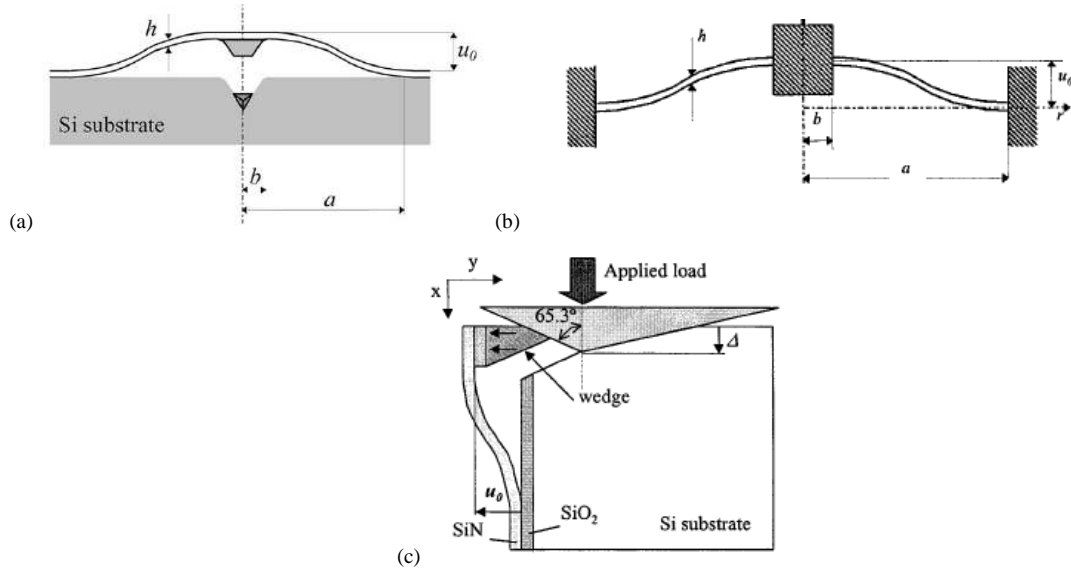 h
u0
Si substrate
b
a
(a)
h
u0
r
b
a
(b)
Applied load
y
x
65.3°
Δ
wedge
u0
SiN
SiO2
Si substrate
(c)